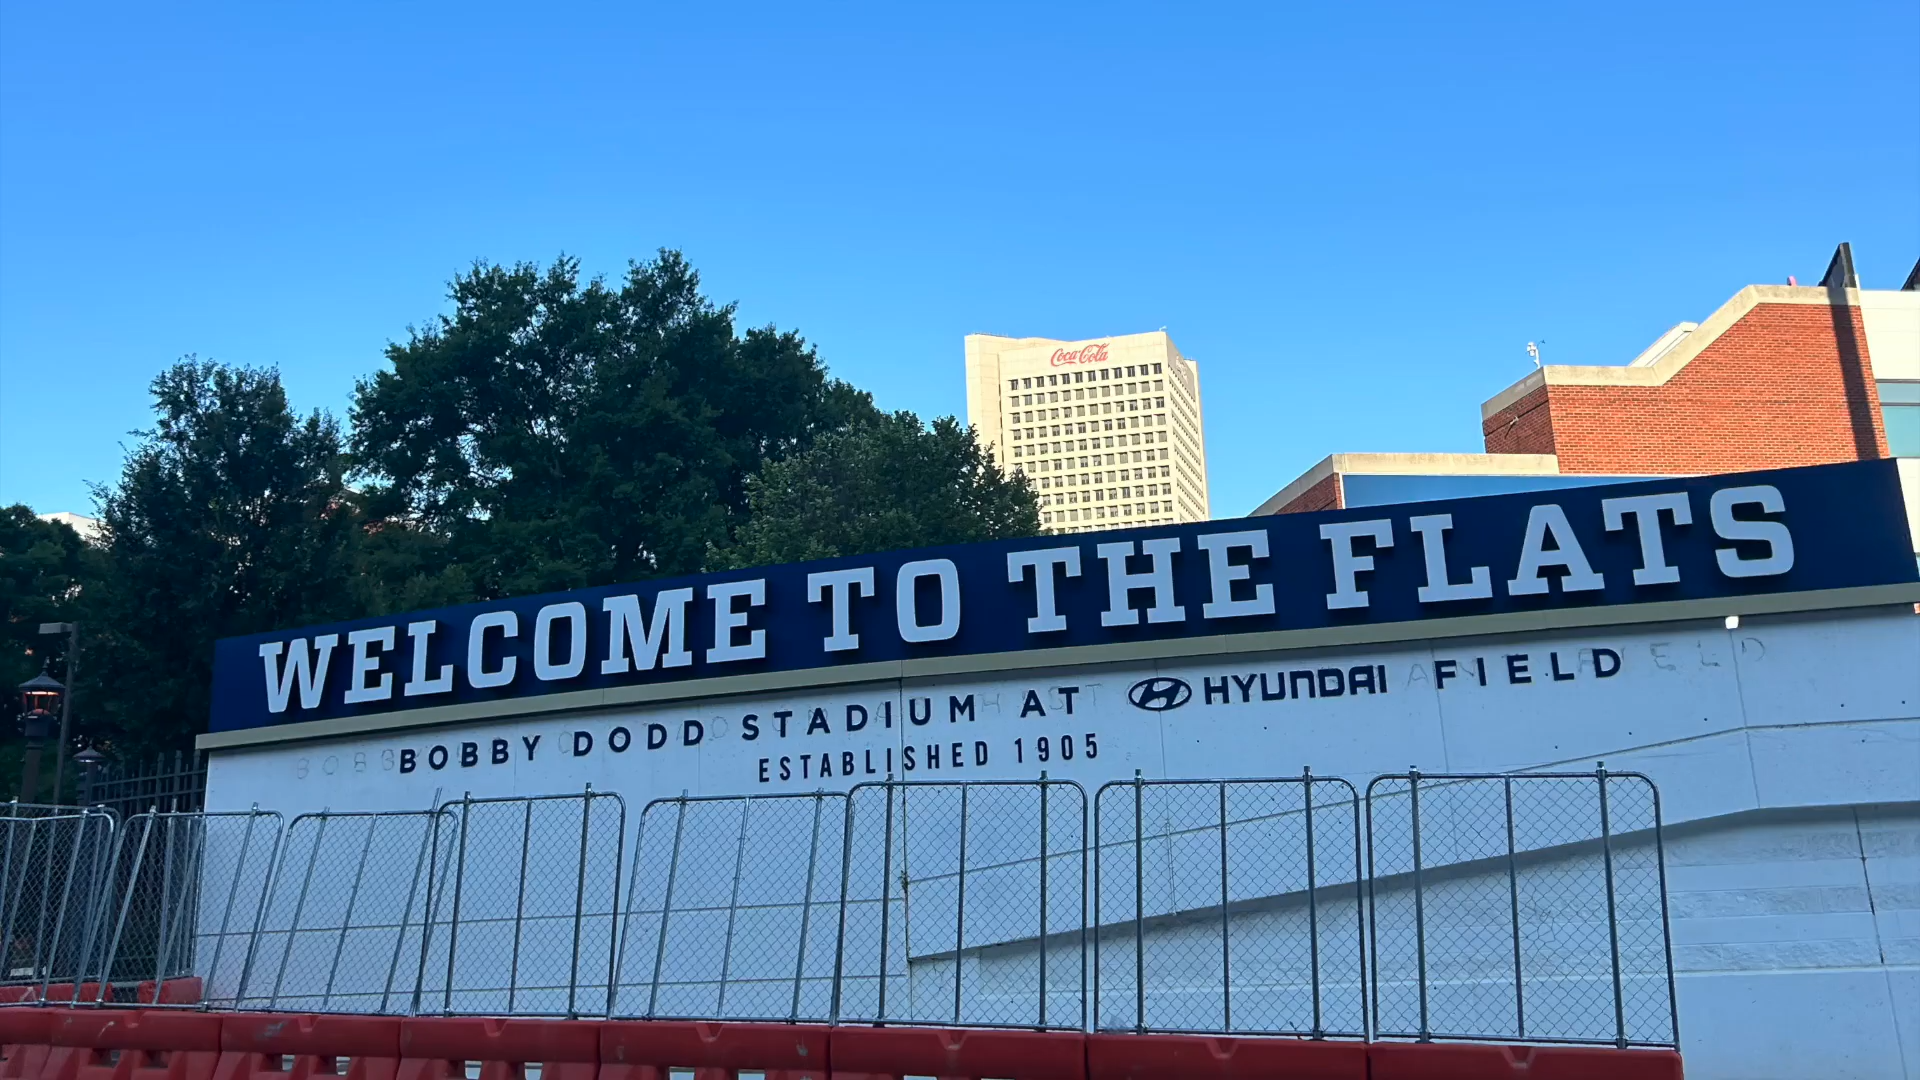 Coca-Cola
WELCOME TO THE FLATS
BOBBY DODD STADIUM AT HYUNDAI FIELD
ESTABLISHED 1905